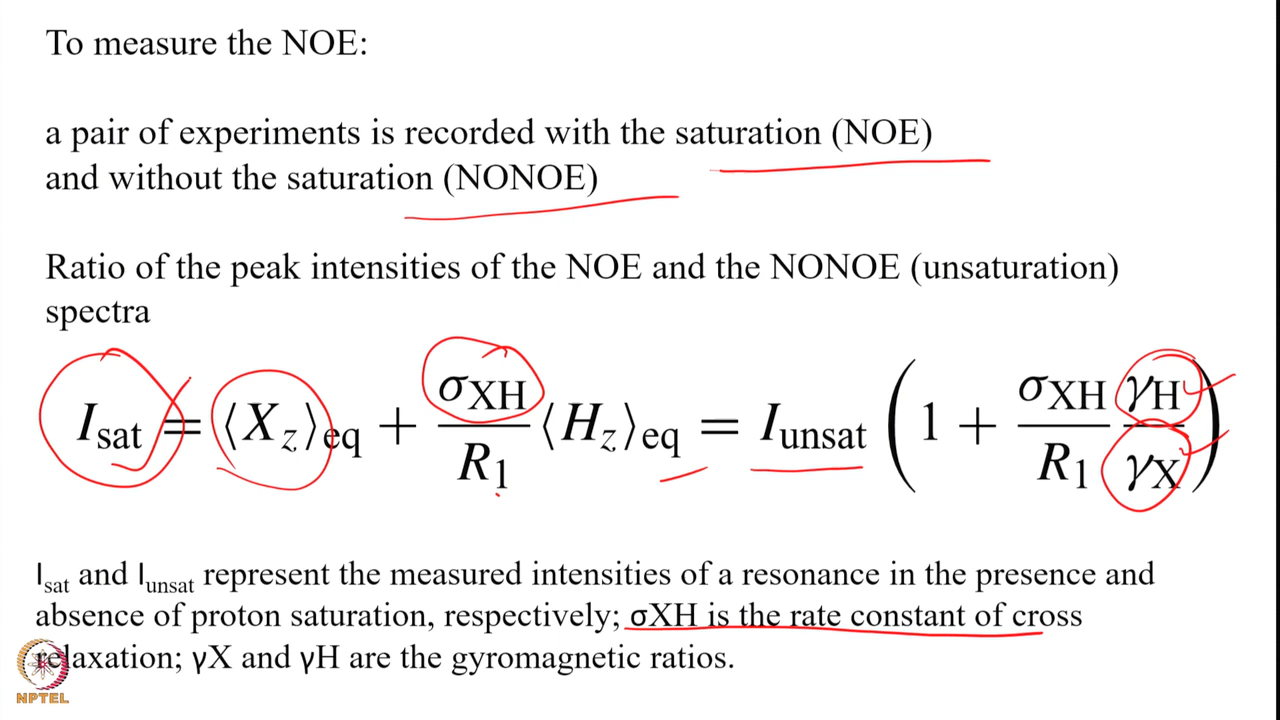 To measure the NOE:
a pair of experiments is recorded with the saturation (NOE)
and without the saturation (NONOE)
Ratio of the peak intensities of the NOE and the NONOE (unsaturation)
spectra
I_sat = ⟨X_z⟩_eq + σ_XH/R_1 ⟨H_z⟩_eq = I_unsat (1 + σ_XH/R_1 γ_H/γ_X)
I_sat and I_unsat represent the measured intensities of a resonance in the presence and
absence of proton saturation, respectively; σXH is the rate constant of cross
relaxation; γX and γH are the gyromagnetic ratios.
NPTEL